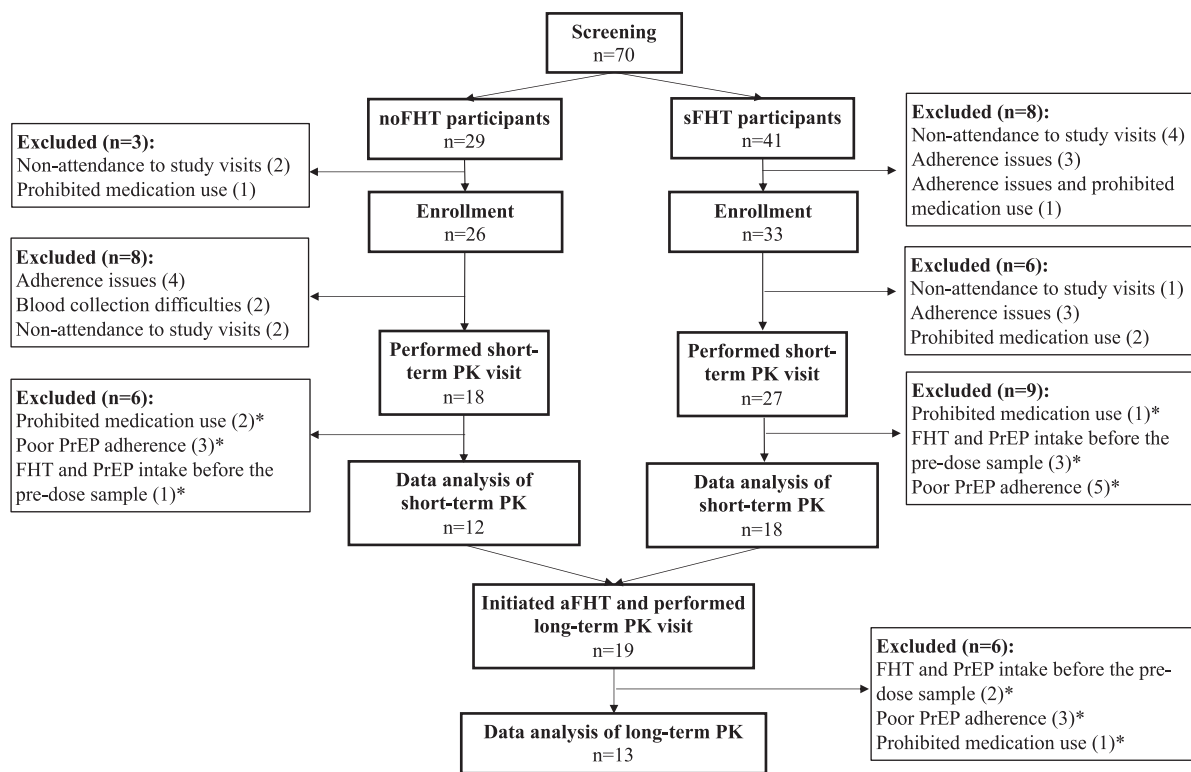 Screening
n=70
noFHT participants
n=29
sFHT participants
n=41
Excluded (n=3):
Non-attendance to study visits (2)
Prohibited medication use (1)
Excluded (n=8):
Non-attendance to study visits (4)
Adherence issues (3)
Adherence issues and prohibited
medication use (1)
Enrollment
n=26
Enrollment
n=33
Excluded (n=8):
Adherence issues (4)
Blood collection difficulties (2)
Non-attendance to study visits (2)
Excluded (n=6):
Non-attendance to study visits (1)
Adherence issues (3)
Prohibited medication use (2)
Performed short-
term PK visit
n=18
Performed short-
term PK visit
n=27
Excluded (n=6):
Prohibited medication use (2)*
Poor PrEP adherence (3)*
FHT and PrEP intake before the
pre-dose sample (1)*
Excluded (n=9):
Prohibited medication use (1)*
FHT and PrEP intake before the
pre-dose sample (3)*
Poor PrEP adherence (5)*
Data analysis of
short-term PK
n=12
Data analysis of
short-term PK
n=18
Initiated aFHT and performed
long-term PK visit
n=19
Excluded (n=6):
FHT and PrEP intake before the pre-
dose sample (2)*
Poor PrEP adherence (3)*
Prohibited medication use (1)*
Data analysis of long-term PK
n=13